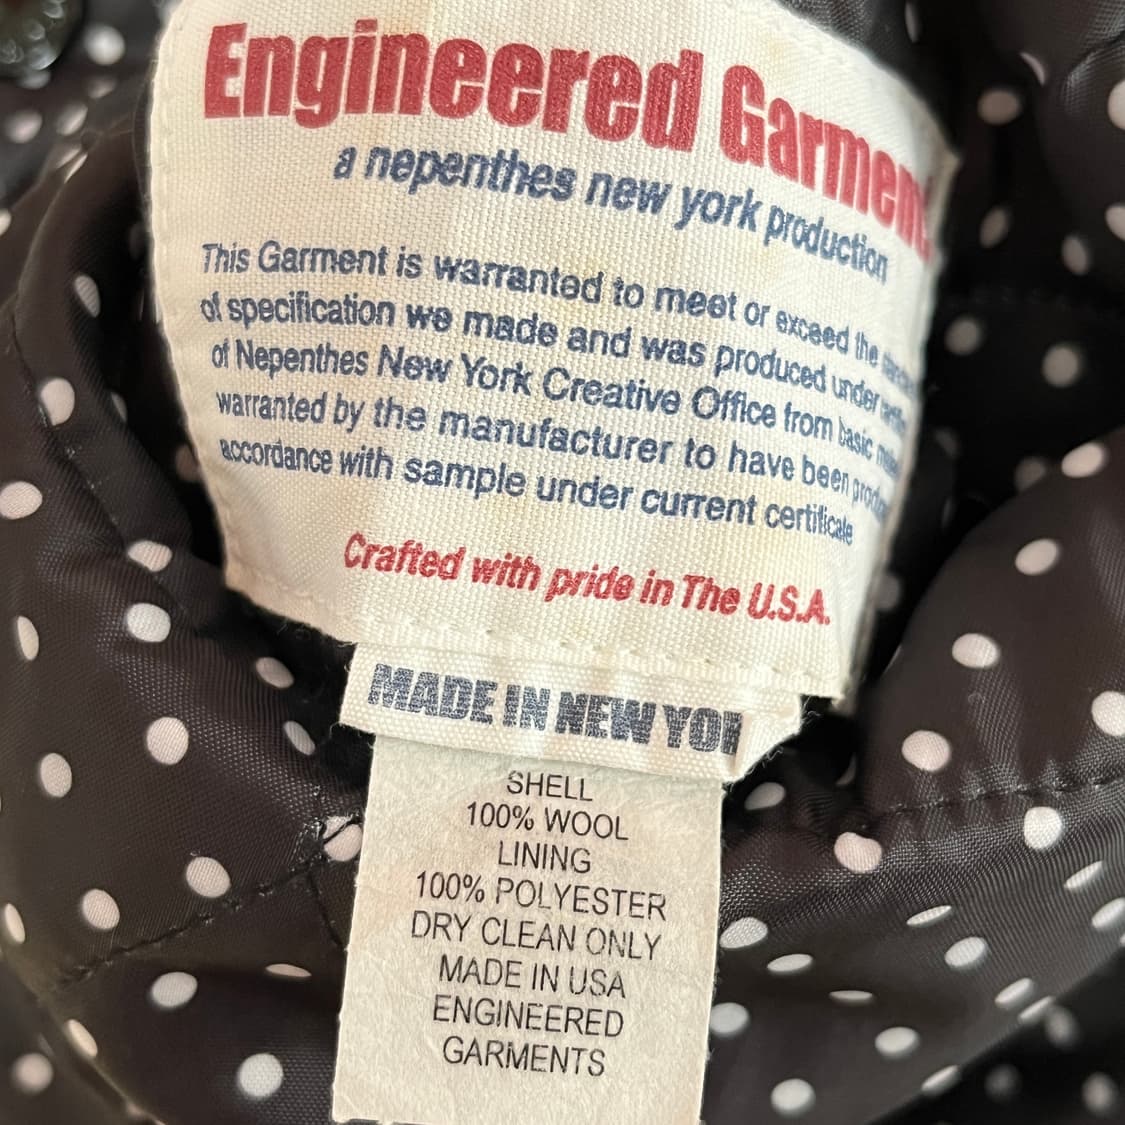 Engineered Garmen
a nepenthes new york production
This Garment is warranted to meet or exceed the
of specification we made and was produced under
of Nepenthes New York Creative Office from basic
warranted by the manufacturer to have been
accordance with sample under current certificate
Crafted with pride in The U.S.A.
MADE IN NEW YOR
SHELL
100% WOOL
LINING
100% POLYESTER
DRY CLEAN ONLY
MADE IN USA
ENGINEERED
GARMENTS